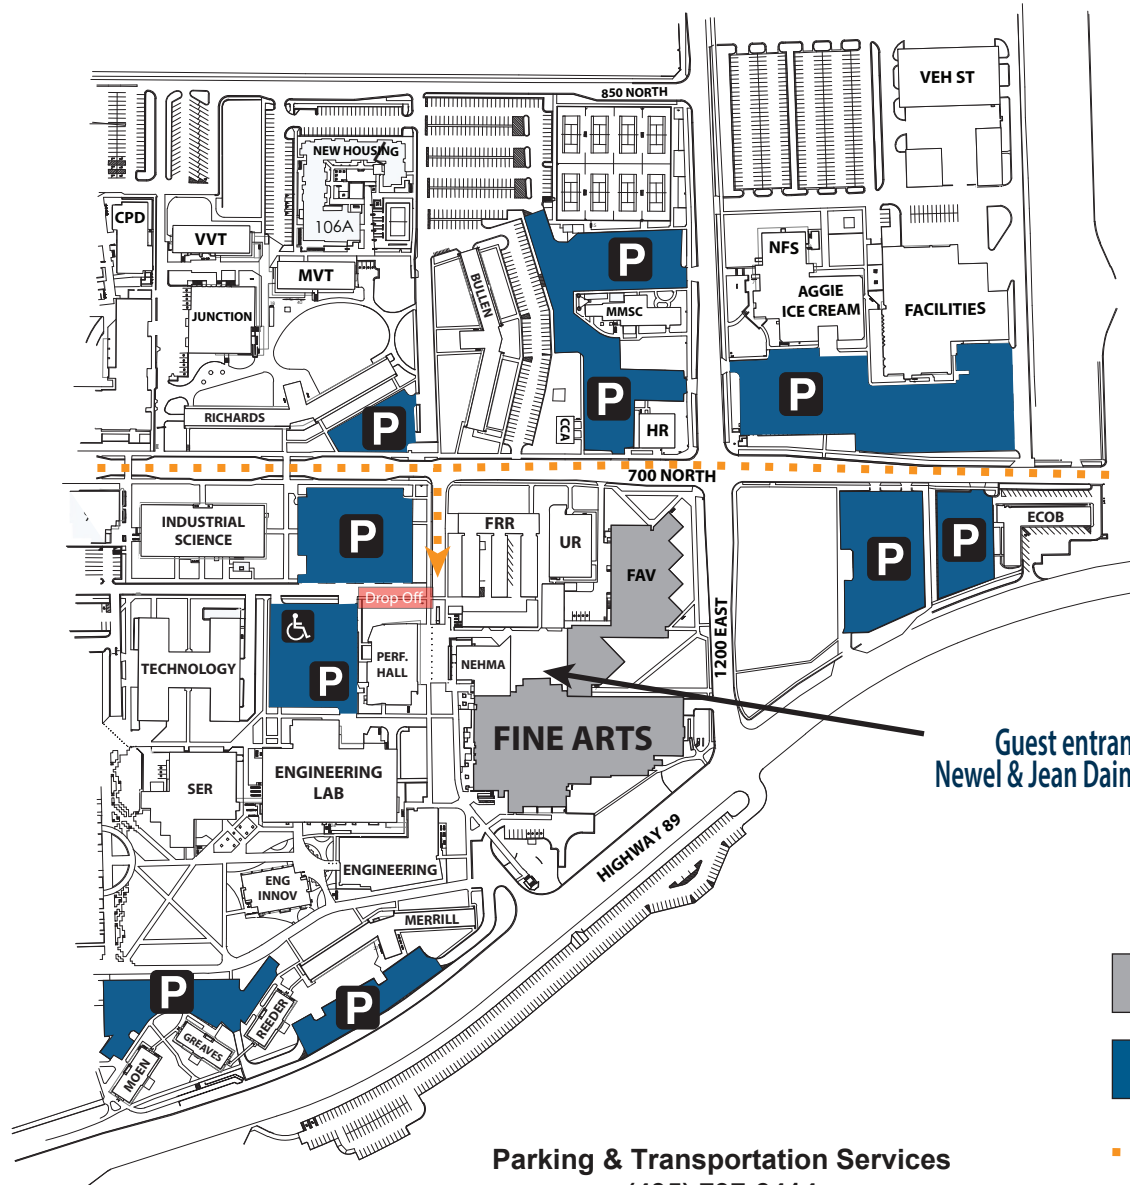 850 NORTH
VEH ST
NEW HOUSING
CPD
106A
VVT
NFS
P
MVT
BULLEN
AGGIE
ICE CREAM
FACILITIES
MMSC
JUNCTION
P
P
RICHARDS
P
CCA
HR
700 NORTH
INDUSTRIAL
SCIENCE
P
FRR
UR
ECOB
P
P
FAV
Drop Off
1200 EAST
TECHNOLOGY
PERF.
HALL
NEHMA
P
FINE ARTS
Guest entran
Newel & Jean Dain
ENGINEERING
LAB
SER
HIGHWAY 89
ENGINEERING
ENG
INNOV
MERRILL
P
P
REEDER
GREAVES
MOEN
Parking & Transportation Services